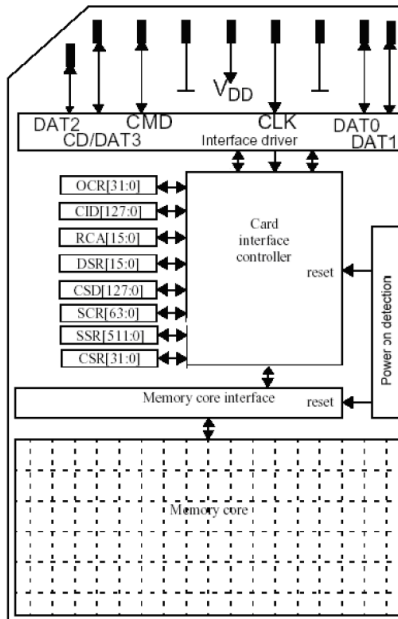 V_DD
DAT2 CMD CLK DAT0
CD/DAT3 Interface driver DAT1
OCR[31:0]
CID[127:0]
RCA[15:0]
DSR[15:0]
CSD[127:0]
SCR[63:0]
SSR[511:0]
CSR[31:0]
Card
interface
controller
reset
Power on detection
Memory core interface reset
Memory core